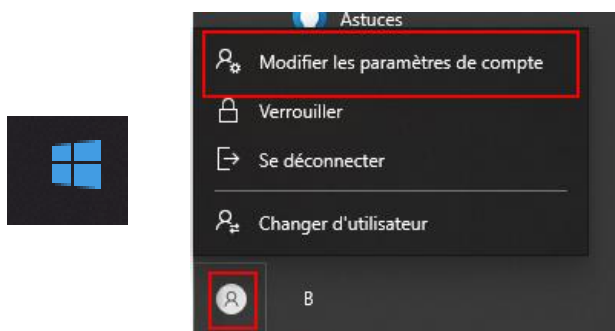 Astuces
Modifier les paramètres de compte
Verrouiller
Se déconnecter
Changer d'utilisateur
B